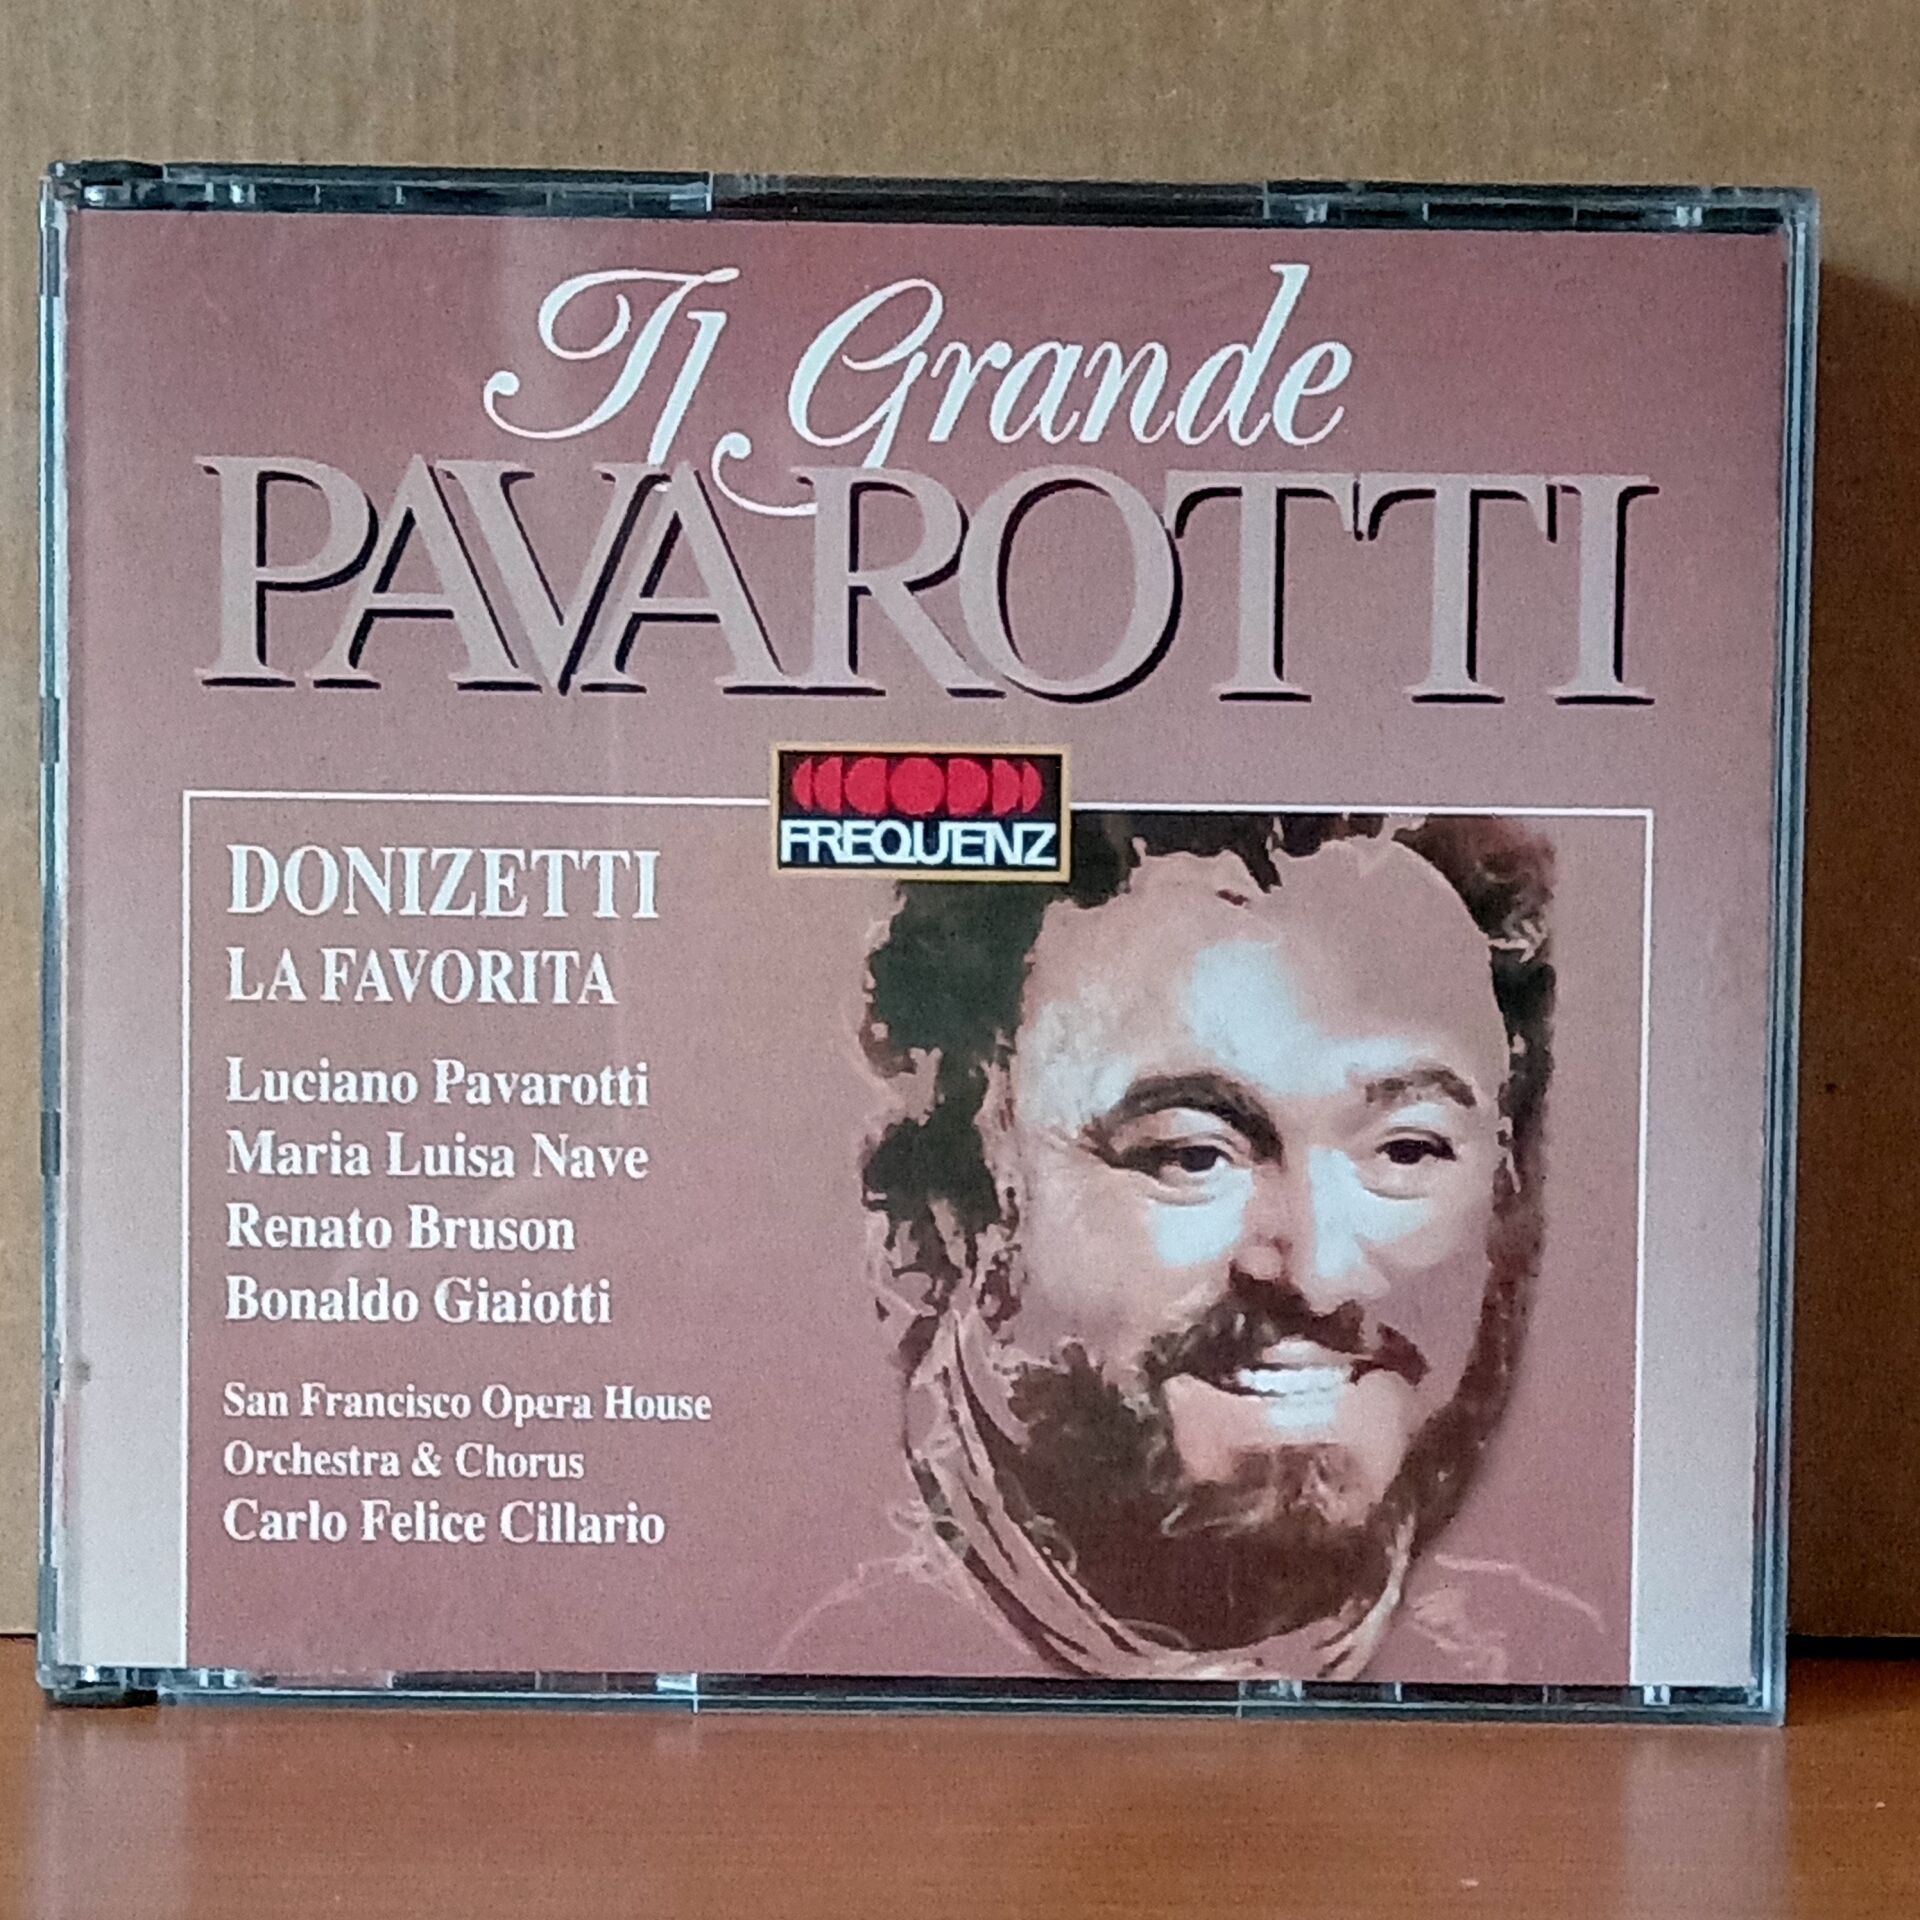 Il Grande
PAVAROTTI
FREQUENZ
DONIZETTI
LA FAVORITA
Luciano Pavarotti
Maria Luisa Nave
Renato Bruson
Bonaldo Giaiotti
San Francisco Opera House
Orchestra & Chorus
Carlo Felice Cillario